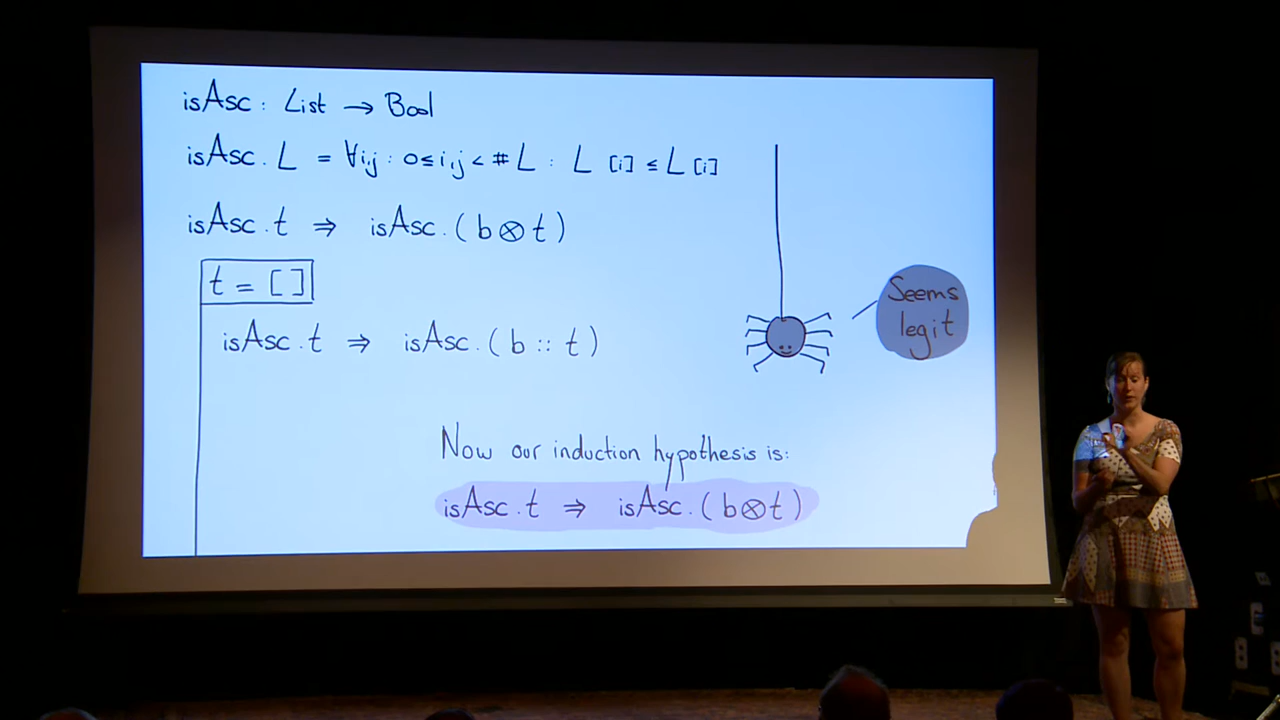 isAsc : List → Bool
isAsc . L = ∀i,j : 0≤i,j < #L : L [i] ≤ L [j]
isAsc . t ⇒ isAsc . ( b ⊗ t )
t = [ ]
isAsc . t ⇒ isAsc . ( b :: t )
Seems
legit
Now our induction hypothesis is:
isAsc . t ⇒ isAsc . ( b ⊗ t )